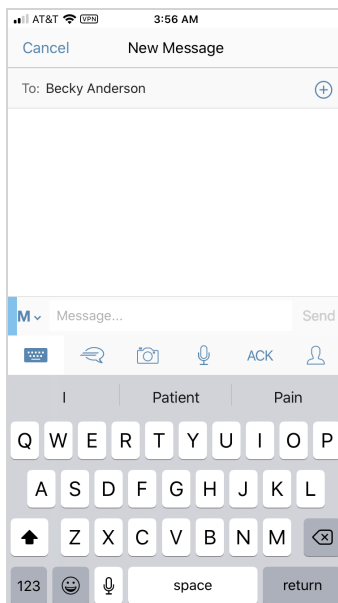 AT&T VPN 3:56 AM
Cancel New Message
To: Becky Anderson
M Message... Send
ACK
I Patient Pain
Q W E R T Y U I O P
A S D F G H J K L
Z X C V B N M
123 space return